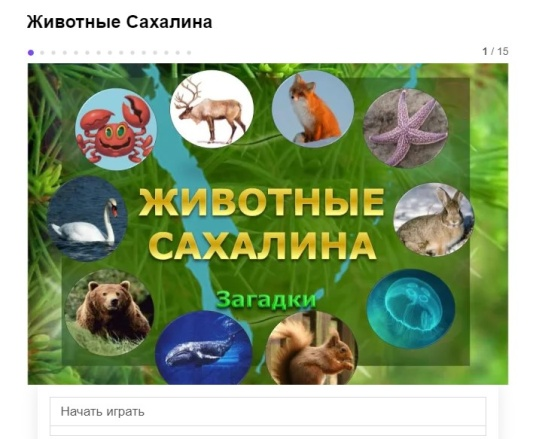 Животные Сахалина
1 / 15
ЖИВОТНЫЕ
САХАЛИНА
Загадки
Начать играть